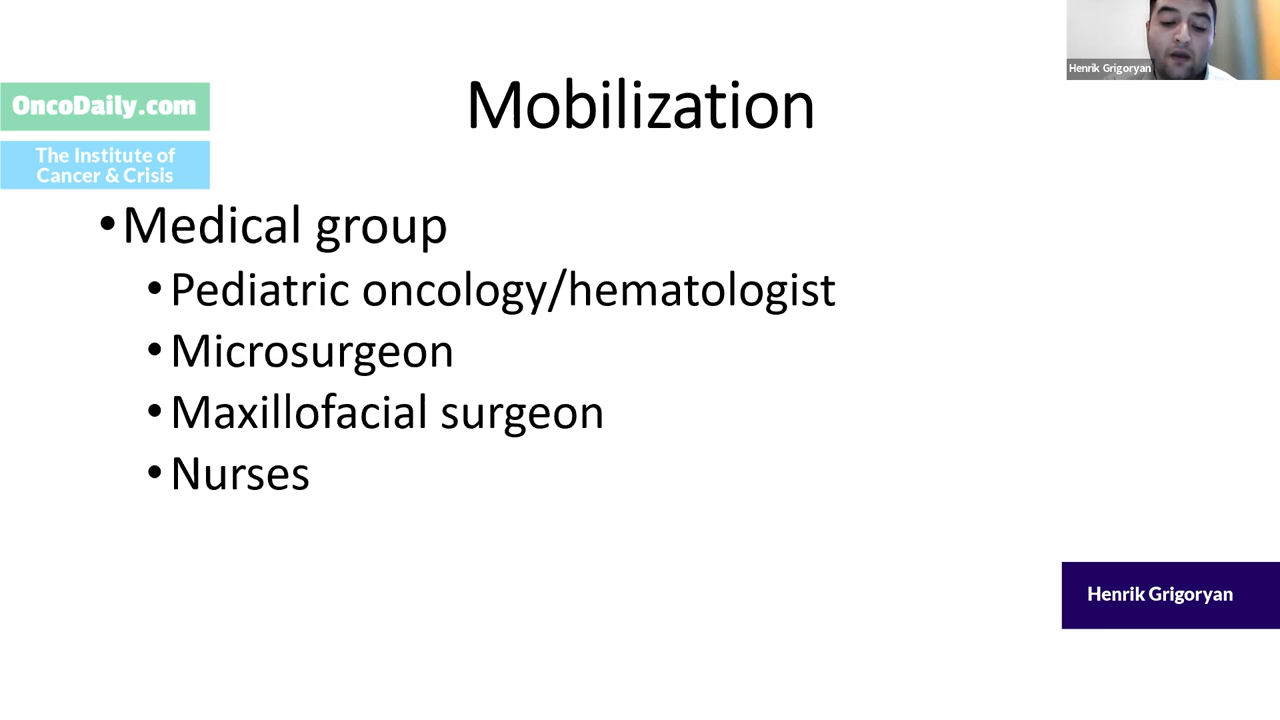 Henrik Grigoryan
OncoDaily.com
The Institute of
Cancer & Crisis
Mobilization
•Medical group
•Pediatric oncology/hematologist
•Microsurgeon
•Maxillofacial surgeon
•Nurses
Henrik Grigoryan